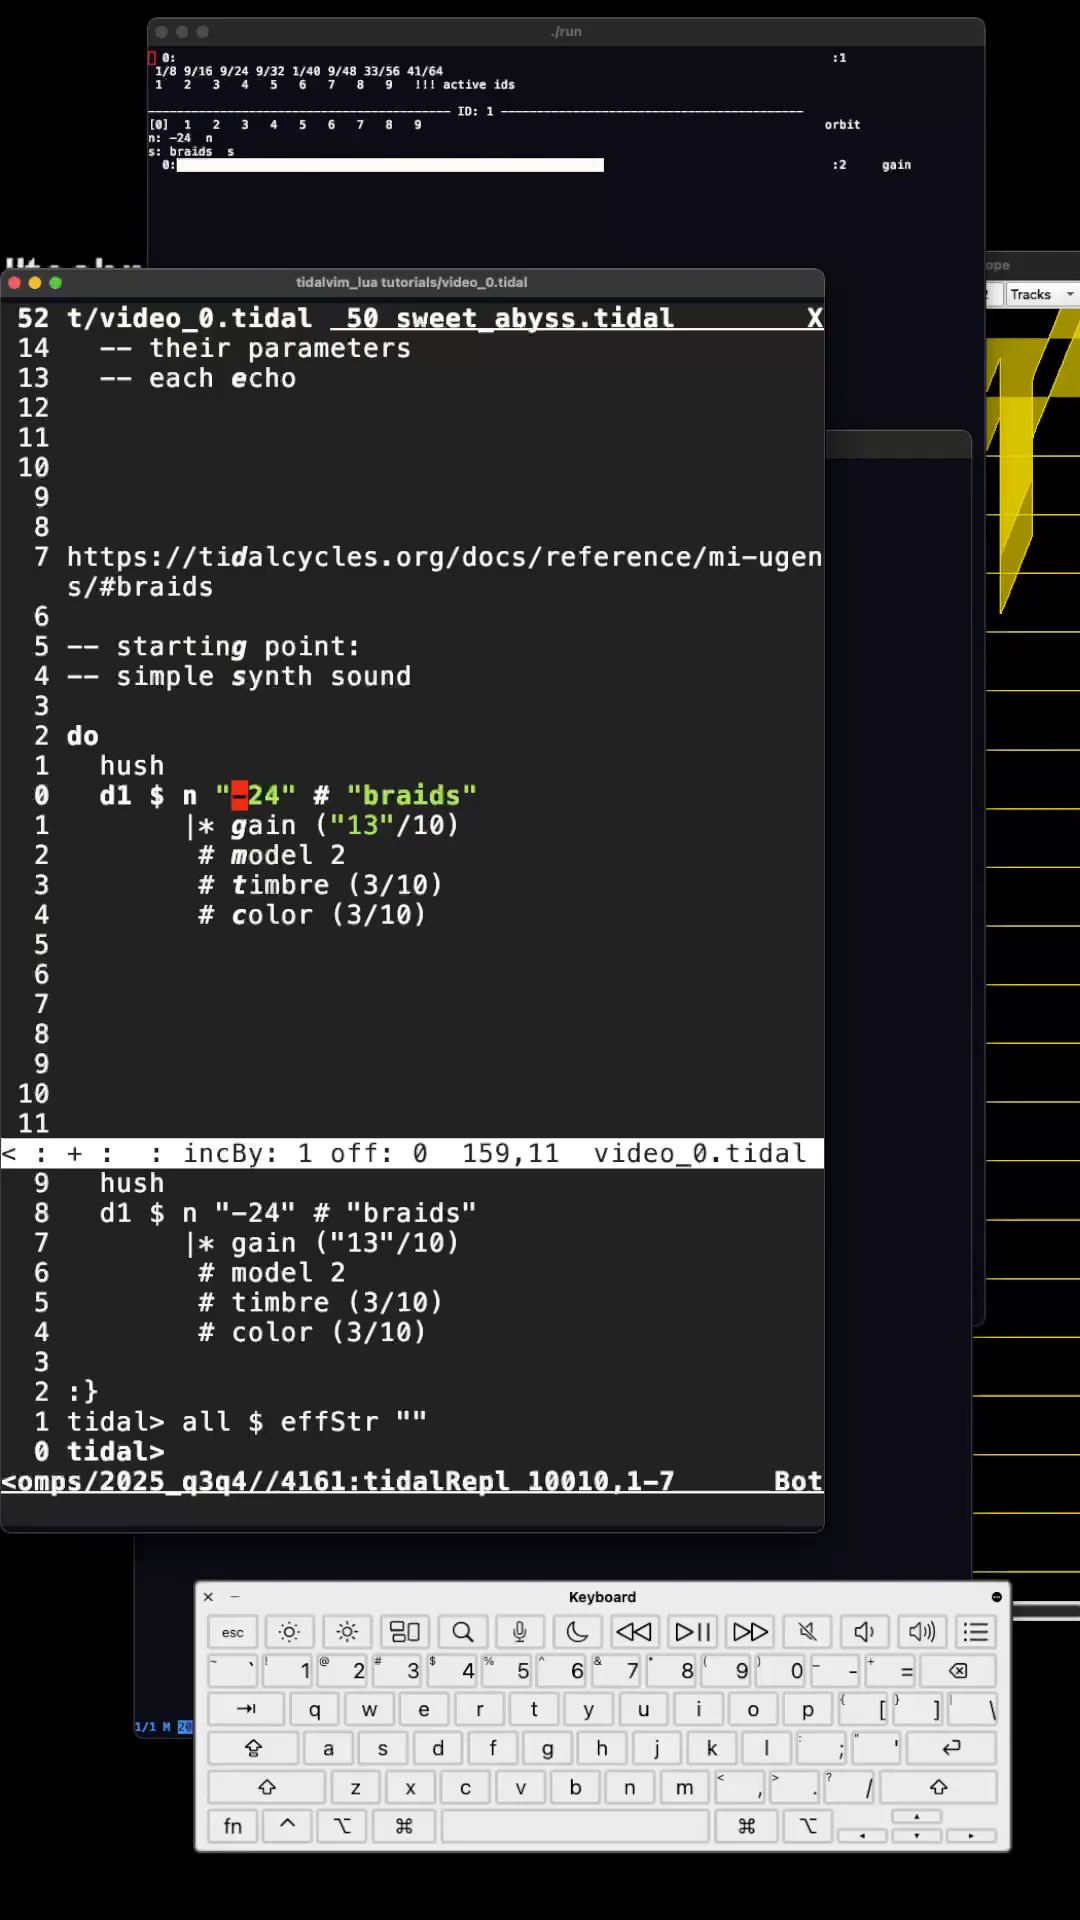 ./run
0: :1
1/8 9/16 9/24 9/32 1/40 9/48 33/56 41/64
1 2 3 4 5 6 7 8 9 !!! active ids
ID: 1
[0] 1 2 3 4 5 6 7 8 9 orbit
n: -24 n
s: braids s
0: :2 gain
ope
Tracks
tidalvim_lua tutorials/video_0.tidal
52 t/video_0.tidal 50 sweet_abyss.tidal X
14 -- their parameters
13 -- each echo
12
11
10
9
8
7 https://tidalcycles.org/docs/reference/mi-ugen
s/#braids
6
5 -- starting point:
4 -- simple synth sound
3
2 do
1 hush
0 d1 $ n "-24" # "braids"
1 |* gain ("13"/10)
2 # model 2
3 # timbre (3/10)
4 # color (3/10)
5
6
7
8
9
10
11
< : + : : incBy: 1 off: 0 159,11 video_0.tidal
9 hush
8 d1 $ n "-24" # "braids"
7 |* gain ("13"/10)
6 # model 2
5 # timbre (3/10)
4 # color (3/10)
3
2 :}
1 tidal> all $ effStr ""
0 tidal>
<omps/2025_q3q4//4161:tidalRepl 10010,1-7 Bot
Keyboard
esc
~ ` ! 1 @ 2 # 3 $ 4 % 5 ^ 6 & 7 * 8 ( 9 ) 0 _ - + =
q w e r t y u i o p { [ } ] | \
1/1 M 20
a s d f g h j k l : ; " '
z x c v b n m < , > . ? /
fn ^ ⌥ ⌘ ⌘ ⌥